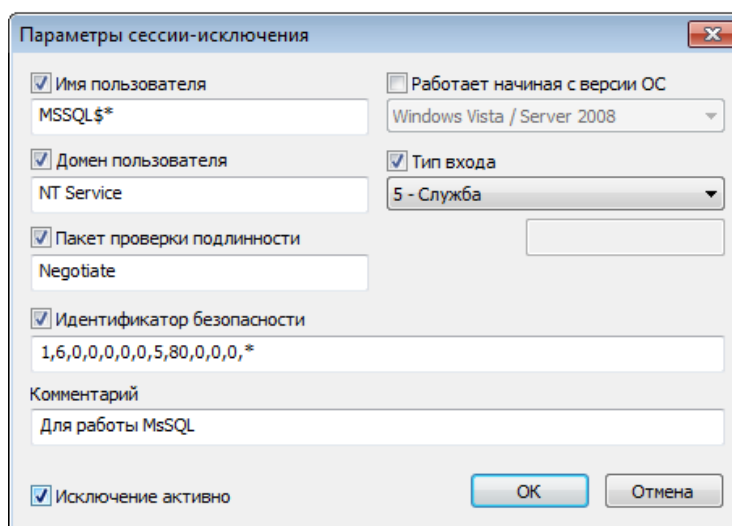 Параметры сессии-исключения
Имя пользователя
MSSQL$*
Работает начиная с версии ОС
Windows Vista / Server 2008
Домен пользователя
NT Service
Тип входа
5 - Служба
Пакет проверки подлинности
Negotiate
Идентификатор безопасности
1,6,0,0,0,0,0,5,80,0,0,0,*
Комментарий
Для работы MsSQL
Исключение активно
OK
Отмена